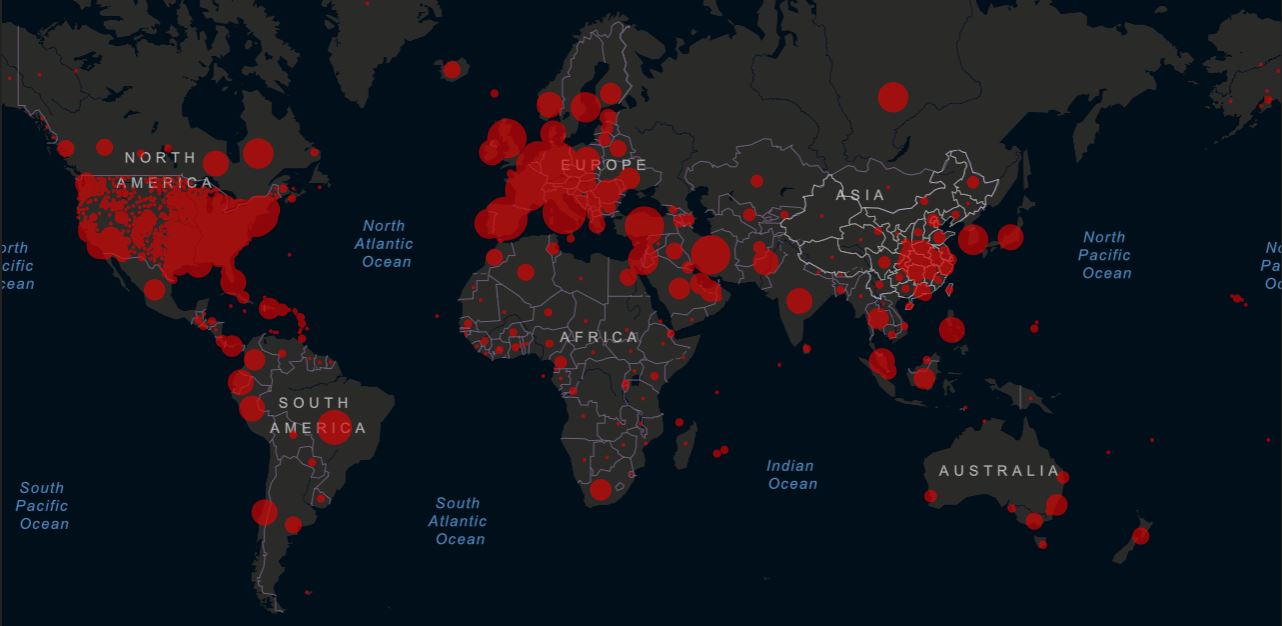 NORTH
AMERICA
EUROPE
ASIA
North
Atlantic
Ocean
North
Pacific
Ocean
orth
cific
cean
No
Pa
Oc
AFRICA
SOUTH
AMERICA
Indian
Ocean
AUSTRALIA
South
Pacific
Ocean
South
Atlantic
Ocean